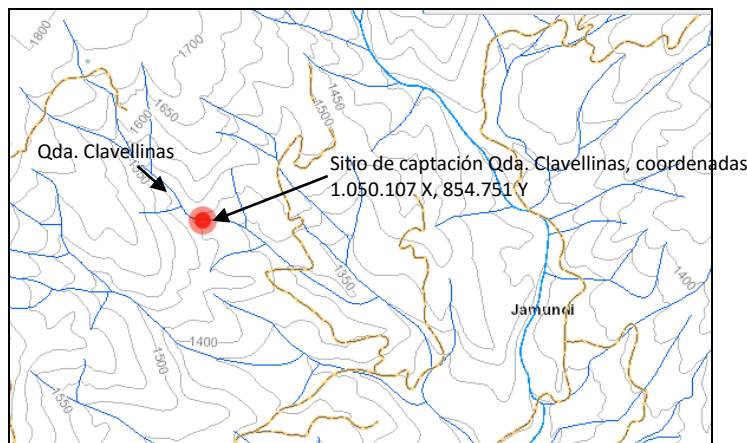 1800
1700
1650
1600
1450
1500
Qda. Clavellinas
Sitio de captación Qda. Clavellinas, coordenadas
1.050.107 X, 854.751 Y
1350
1400
Jamundi
1400
1500
1550